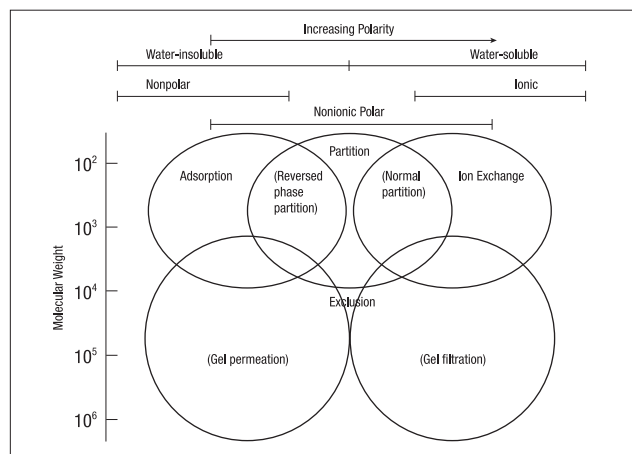 Increasing Polarity
Water-insoluble Water-soluble
Nonpolar Ionic
Nonionic Polar
Partition
Adsorption (Reversed phase partition) (Normal partition) Ion Exchange
Exclusion
(Gel permeation) (Gel filtration)
Molecular Weight
10²
10³
10⁴
10⁵
10⁶